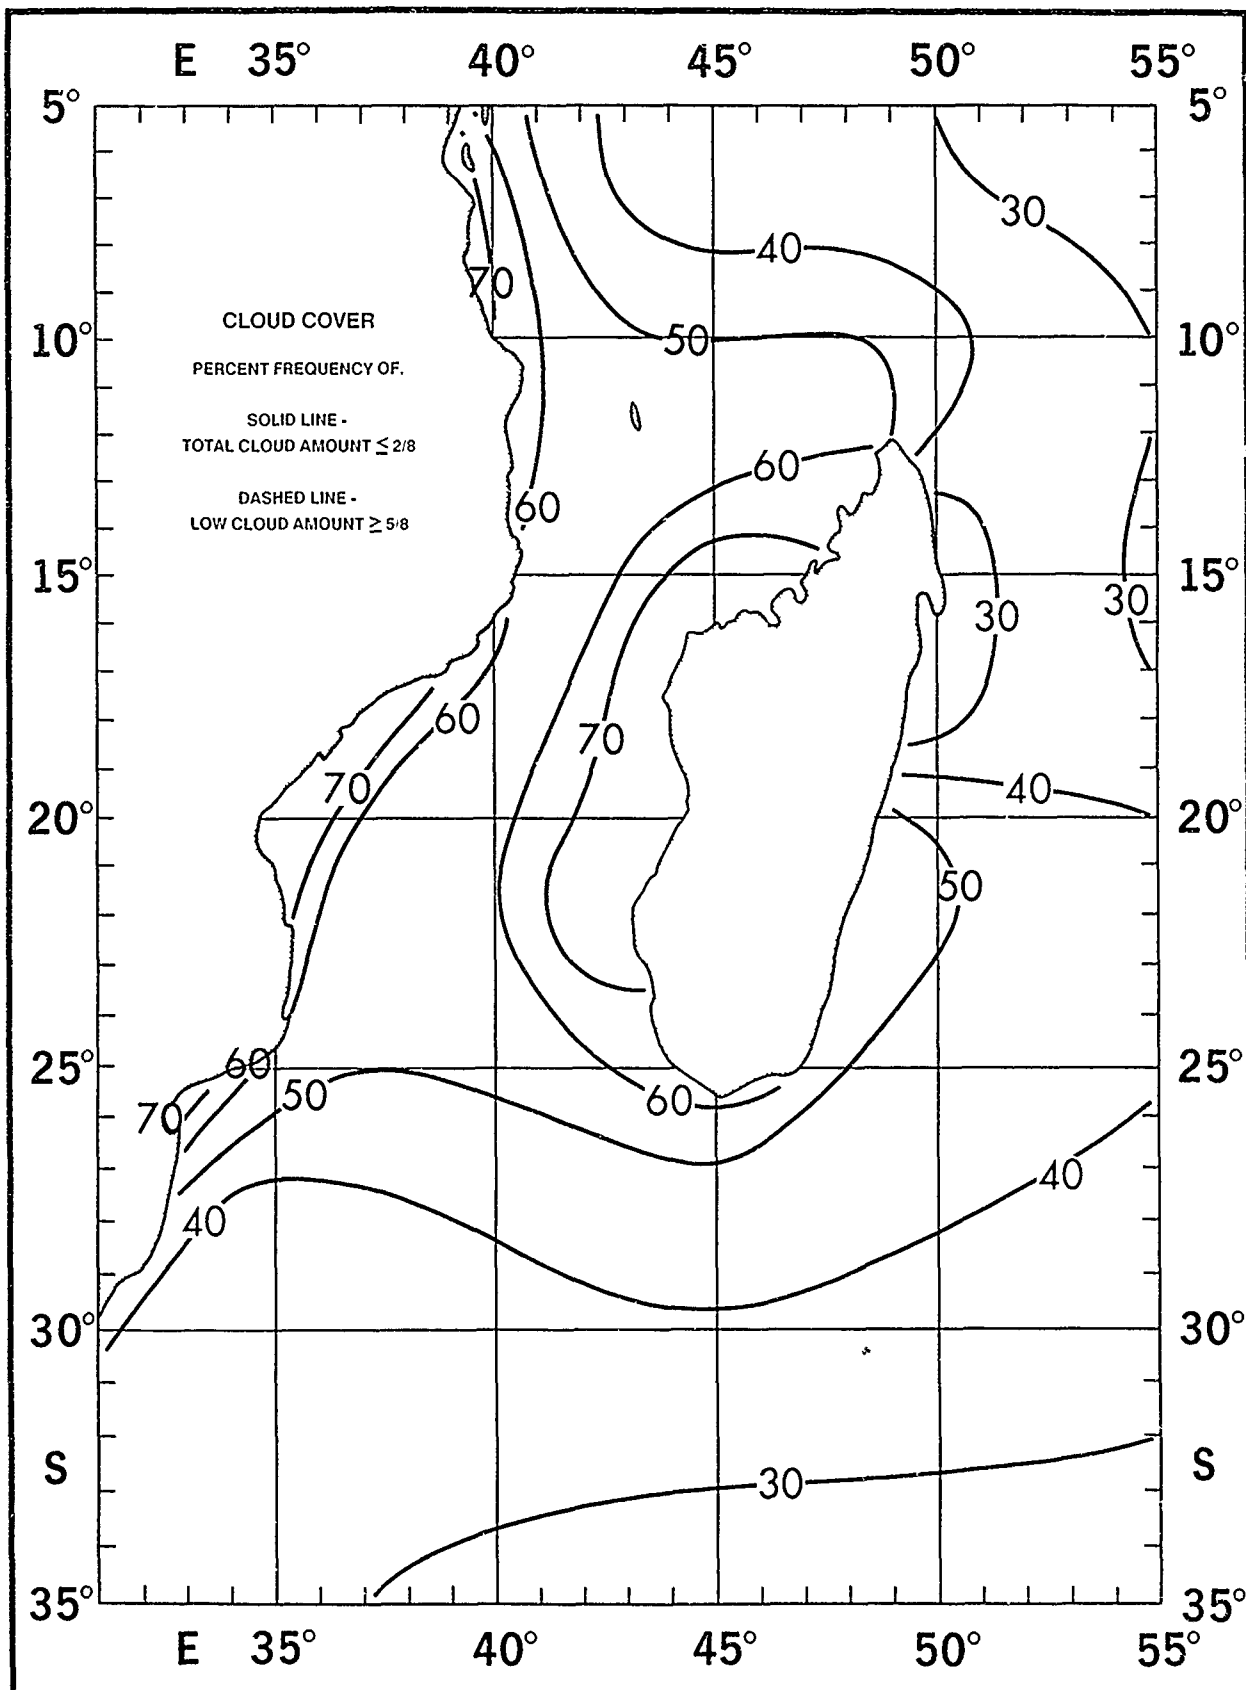 E 35° 40° 45° 50° 55°
5° 5°
30
40
70
CLOUD COVER
10° 50 10°
PERCENT FREQUENCY OF.
SOLID LINE -
TOTAL CLOUD AMOUNT ≤ 2/8
60
DASHED LINE -
LOW CLOUD AMOUNT ≥ 5/8
60
15° 15°
30 30
60
70
70 40
20° 20°
50
25° 60 25°
50 60
70
40
40
30° 30°
S S
30
35° 35°
E 35° 40° 45° 50° 55°